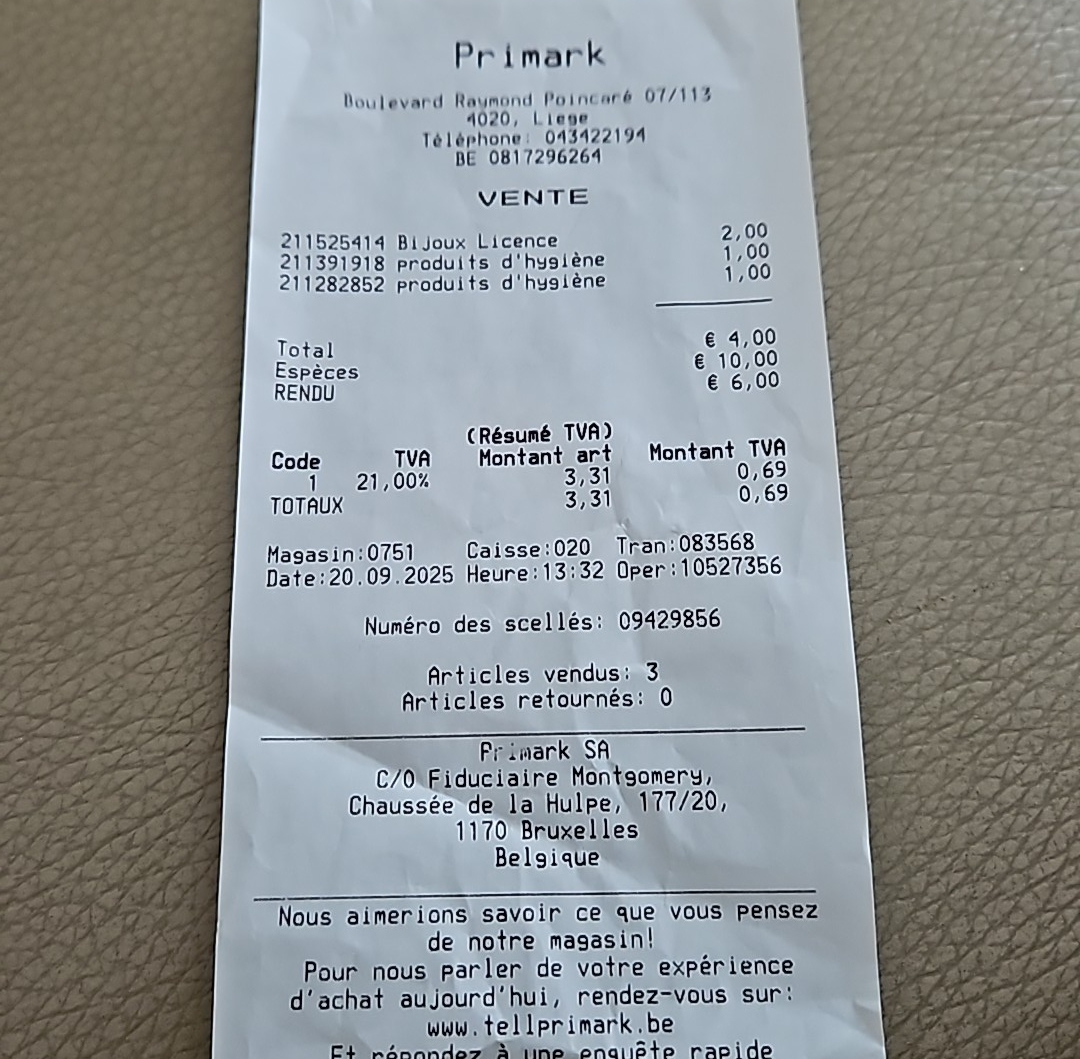 Primark
Boulevard Raymond Poincaré 07/113
4020, Liege
Téléphone: 043422194
BE 0817296264
VENTE
211525414 Bijoux Licence 2,00
211391918 produits d'hygiène 1,00
211282852 produits d'hygiène 1,00
Total € 4,00
Espèces € 10,00
RENDU € 6,00
(Résumé TVA)
Code TVA Montant art Montant TVA
1 21,00% 3,31 0,69
TOTAUX 3,31 0,69
Magasin:0751 Caisse:020 Tran:083568
Date:20.09.2025 Heure:13:32 Oper:10527356
Numéro des scellés: 09429856
Articles vendus: 3
Articles retournés: 0
Primark SA
C/O Fiduciaire Montgomery,
Chaussée de la Hulpe, 177/20,
1170 Bruxelles
Belgique
Nous aimerions savoir ce que vous pensez
de notre magasin!
Pour nous parler de votre expérience
d'achat aujourd'hui, rendez-vous sur:
www.tellprimark.be
Et répondez à une enquête rapide